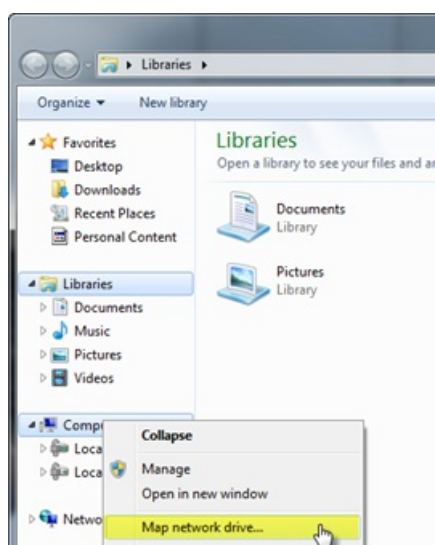 Libraries
Organize
New library
Favorites
Desktop
Downloads
Recent Places
Personal Content
Libraries
Documents
Music
Pictures
Videos
Comp
Loca
Loca
Netwo
Libraries
Open a library to see your files and
Documents
Library
Pictures
Library
Collapse
Manage
Open in new window
Map network drive...